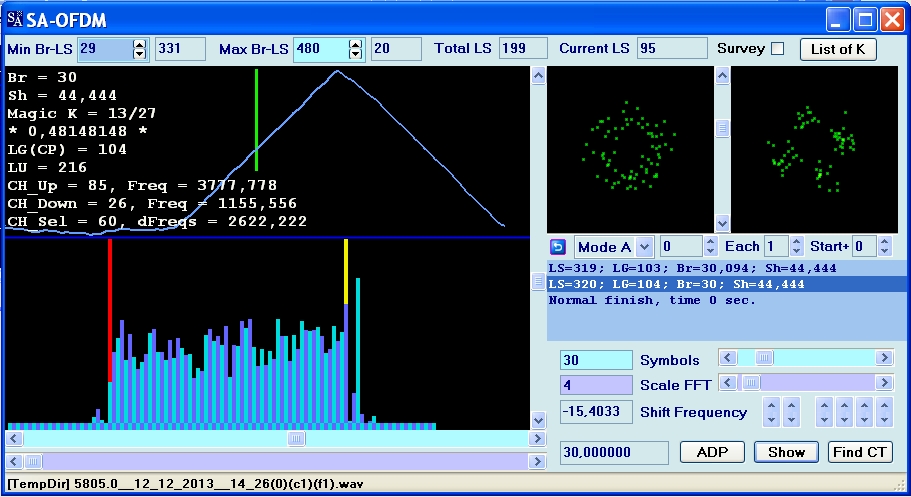 SA-OFDM
Min Br-LS 29 331 Max Br-LS 480 20 Total LS 199 Current LS 95 Survey List of K
Br = 30
Sh = 44,444
Magic K = 13/27
* 0,48148148 *
LG(CP) = 104
LU = 216
CH_Up = 85, Freq = 3777,778
CH_Down = 26, Freq = 1155,556
CH_Sel = 60, dFreqs = 2622,222
Mode A 0 Each 1 Start+ 0
LS=319; LG=103; Br=30,094; Sh=44,444
LS=320; LG=104; Br=30; Sh=44,444
Normal finish, time 0 sec.
30 Symbols
4 Scale FFT
-15,4033 Shift Frequency
30,000000 ADP Show Find CT
[TempDir] 5805.0__12_12_2013__14_26(0)(c1)(f1).wav